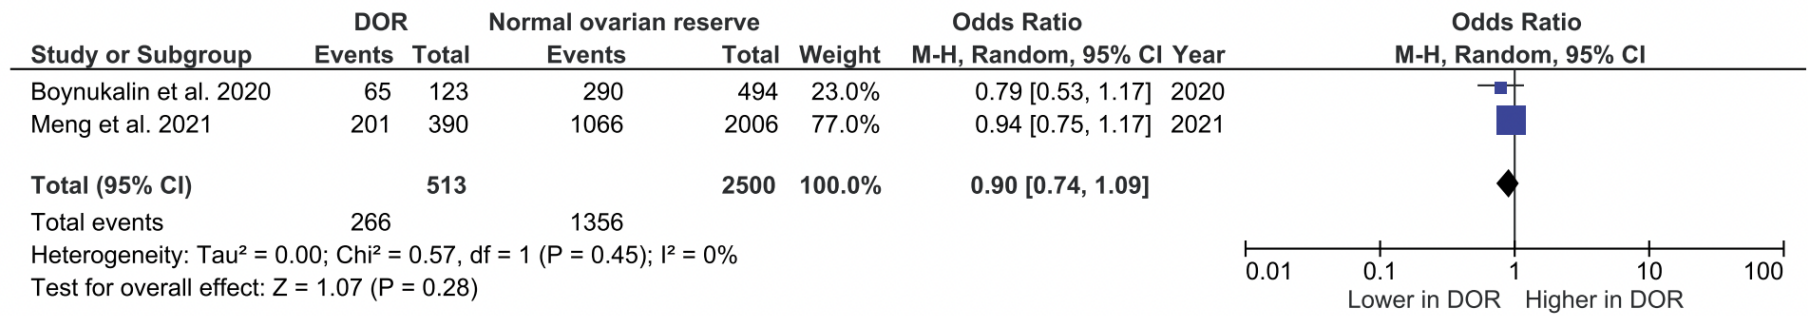 DOR Normal ovarian reserve Odds Ratio Odds Ratio
Study or Subgroup Events Total Events Total Weight M-H, Random, 95% CI Year M-H, Random, 95% CI
Boynukalin et al. 2020 65 123 290 494 23.0% 0.79 [0.53, 1.17] 2020
Meng et al. 2021 201 390 1066 2006 77.0% 0.94 [0.75, 1.17] 2021
Total (95% CI) 513 2500 100.0% 0.90 [0.74, 1.09]
Total events 266 1356
Heterogeneity: Tau² = 0.00; Chi² = 0.57, df = 1 (P = 0.45); I² = 0%
Test for overall effect: Z = 1.07 (P = 0.28)
0.01 0.1 1 10 100
Lower in DOR Higher in DOR